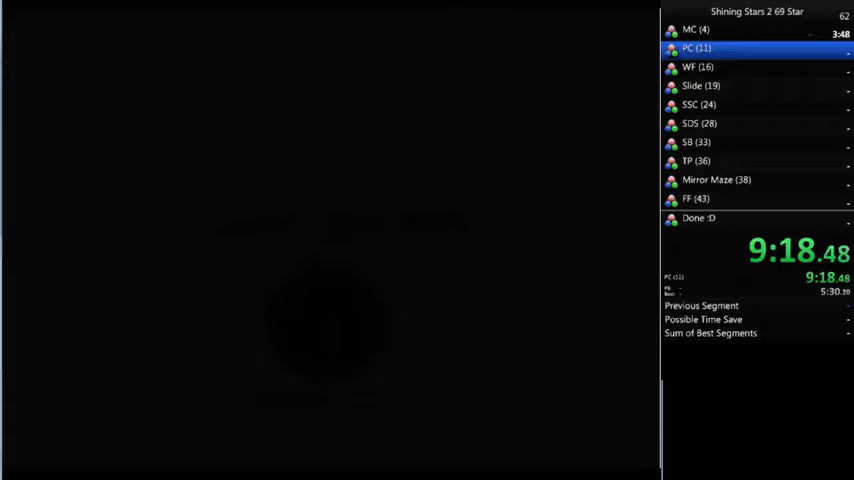 Shining Stars 2 69 Star
62
MC (4) - 3:48
PC (11) -
WF (16) -
Slide (19) -
SSC (24) -
SDS (28) -
SB (33) -
TP (36) -
Mirror Maze (38) -
FF (43) -
Done :D -
9:18.48
PC (11) 9:18.48
PB: -
Best: - 5:30.20
Previous Segment -
Possible Time Save -
Sum of Best Segments -